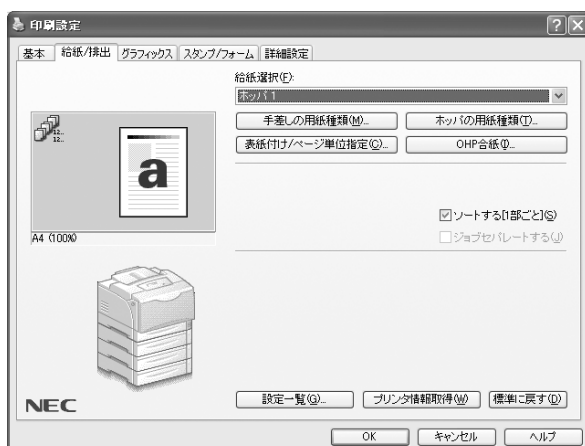 印刷設定
基本 給紙/排出 グラフィックス スタンプ/フォーム 詳細設定
給紙選択(F):
ホッパ 1
手差しの用紙種類(M)... ホッパの用紙種類(T)...
表紙付け/ページ単位指定(C)... OHP合紙(I)...
12..
12..
a
A4 (100%)
ソートする[1部ごと](S)
ジョブセパレートする(J)
NEC
設定一覧(G)... プリンタ情報取得(W) 標準に戻す(D)
OK キャンセル ヘルプ